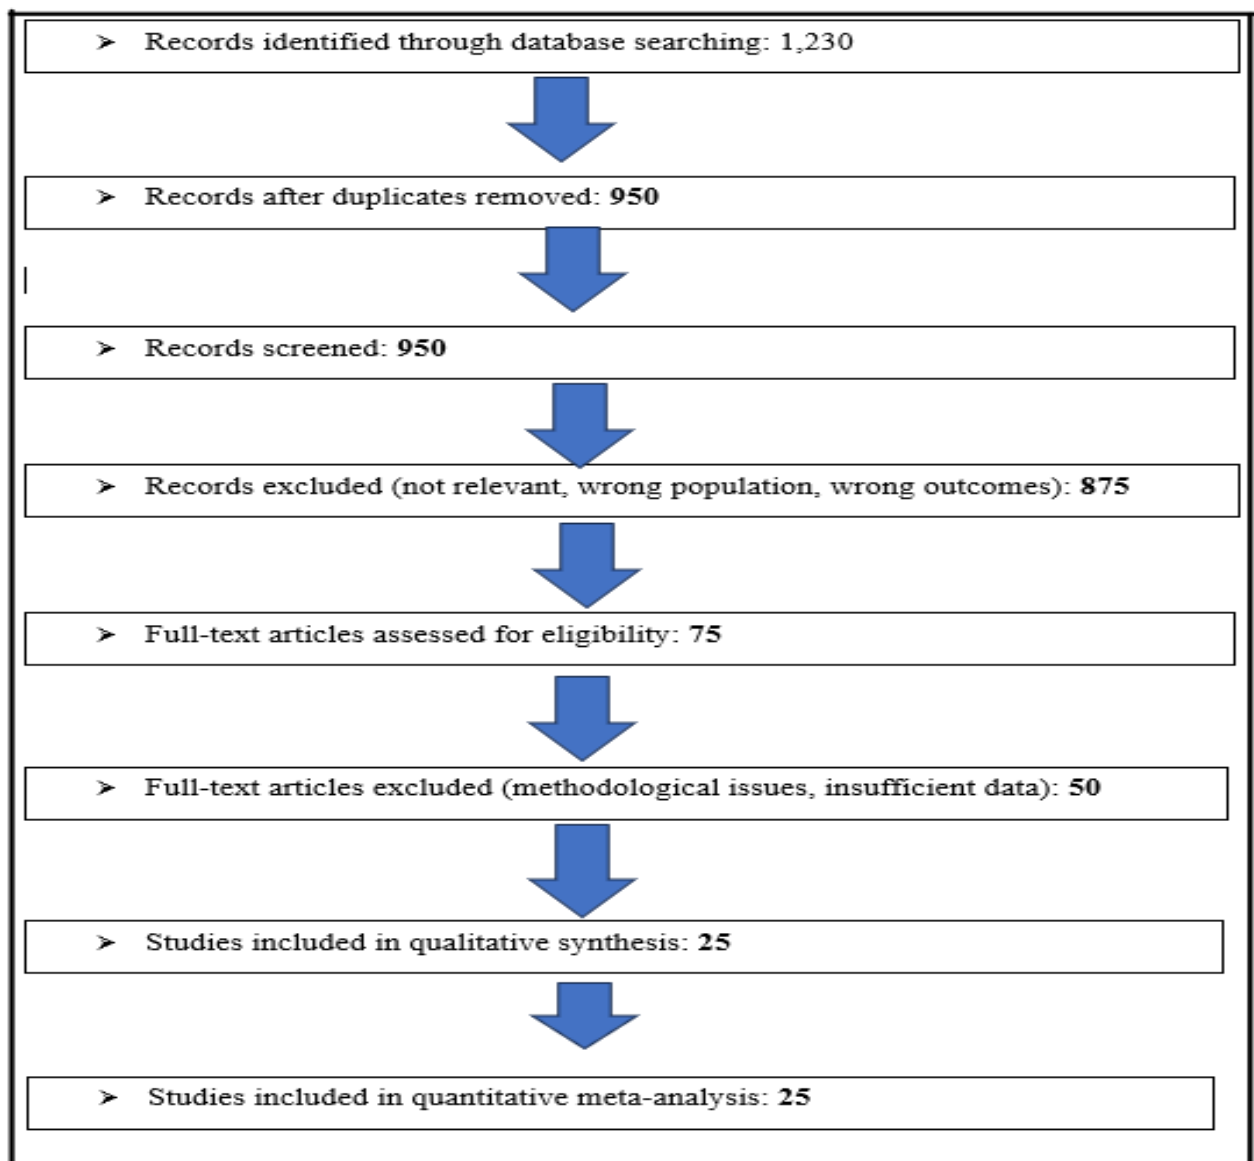 ➢ Records identified through database searching: 1,230
➢ Records after duplicates removed: 950
➢ Records screened: 950
➢ Records excluded (not relevant, wrong population, wrong outcomes): 875
➢ Full-text articles assessed for eligibility: 75
➢ Full-text articles excluded (methodological issues, insufficient data): 50
➢ Studies included in qualitative synthesis: 25
➢ Studies included in quantitative meta-analysis: 25